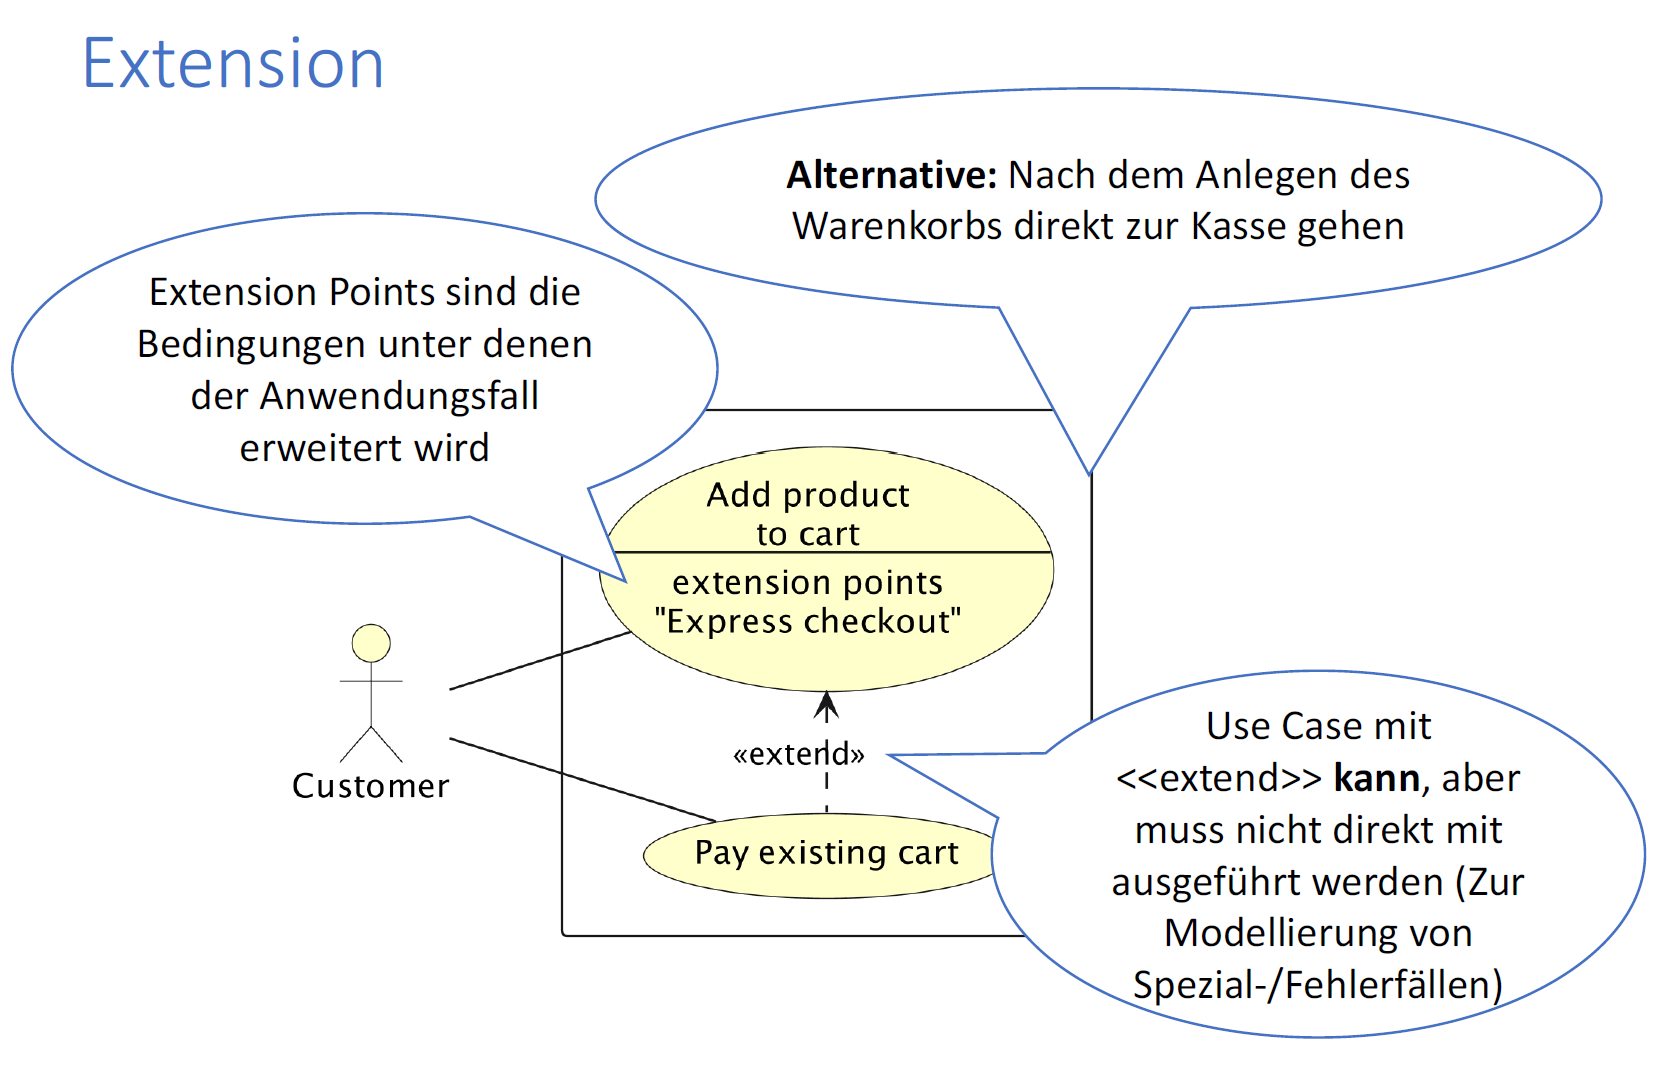 Extension
Alternative: Nach dem Anlegen des
Warenkorbs direkt zur Kasse gehen
Extension Points sind die
Bedingungen unter denen
der Anwendungsfall
erweitert wird
Add product
to cart
extension points
"Express checkout"
Customer
«extend»
Pay existing cart
Use Case mit
<<extend>> kann, aber
muss nicht direkt mit
ausgeführt werden (Zur
Modellierung von
Spezial-/Fehlerfällen)